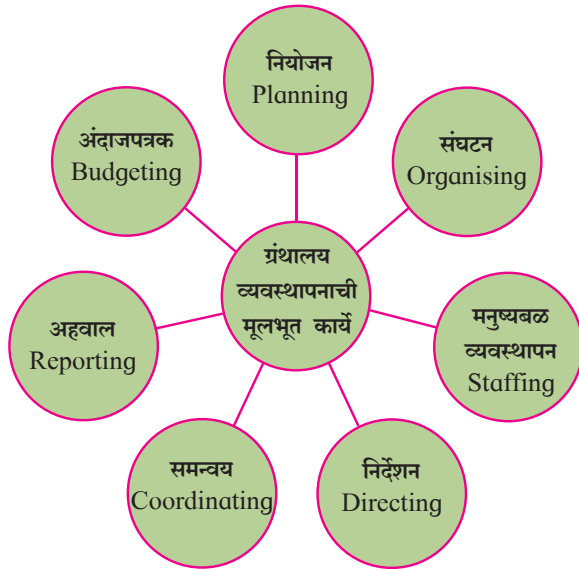 नियोजन
Planning
संघटन
Organising
मनुष्यबळ
व्यवस्थापन
Staffing
निर्देशन
Directing
समन्वय
Coordinating
अहवाल
Reporting
अंदाजपत्रक
Budgeting
ग्रंथालय
व्यवस्थापनाची
मूलभूत कार्ये